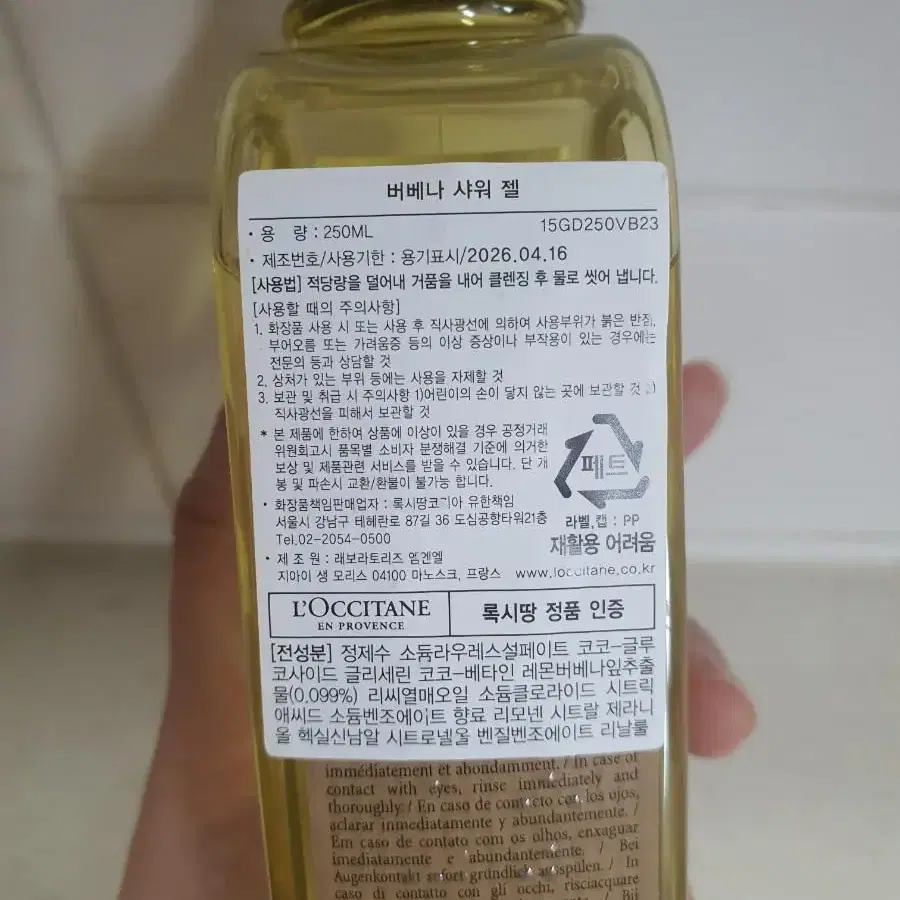 버베나 샤워 젤
• 용 량 : 250ML 15GD250VB23
• 제조번호/사용기한 : 용기표시/2026.04.16
[사용법] 적당량을 덜어내 거품을 내어 클렌징 후 물로 씻어 냅니다.
[사용할 때의 주의사항]
1. 화장품 사용 시 또는 사용 후 직사광선에 의하여 사용부위가 붉은 반점,
부어오름 또는 가려움증 등의 이상 증상이나 부작용이 있는 경우에는
전문의 등과 상담할 것
2. 상처가 있는 부위 등에는 사용을 자제할 것
3. 보관 및 취급 시 주의사항 1)어린이의 손이 닿지 않는 곳에 보관할 것 2)
직사광선을 피해서 보관할 것
* 본 제품에 한하여 상품에 이상이 있을 경우 공정거래
위원회고시 품목별 소비자 분쟁해결 기준에 의거한
보상 및 제품관련 서비스를 받을 수 있습니다. 단 개
봉 및 파손시 교환/환불이 불가능 합니다.
페트
라벨,캡 : PP
재활용 어려움
• 화장품책임판매업자 : 록시땅코리아 유한책임
서울시 강남구 테헤란로 87길 36 도심공항타워21층
Tel.02-2054-0500
• 제 조 원 : 래보라토리즈 엠엔엘
지아이 생 모리스 04100 마노스크, 프랑스 www.loccitane.co.kr
L'OCCITANE
EN PROVENCE
록시땅 정품 인증
[전성분] 정제수 소듐라우레스설페이트 코코-글루
코사이드 글리세린 코코-베타인 레몬버베나잎추출
물(0.099%) 리씨열매오일 소듐클로라이드 시트릭
애씨드 소듐벤조에이트 향료 리모넨 시트랄 제라니
올 헥실신남알 시트로넬올 벤질벤조에이트 리날룰
immédiatement et abondamment. / In case of
contact with eyes, rinse immediately and
thoroughly. / En caso de contacto con los ojos,
aclarar inmediatamente y abundantemente. /
Em caso de contato com os olhos, enxaguar
imediatamente e abundantemente. / Bei
Augenkontakt sofort gründlich ausspülen. / In
caso di contatto con gli occhi, risciacquare